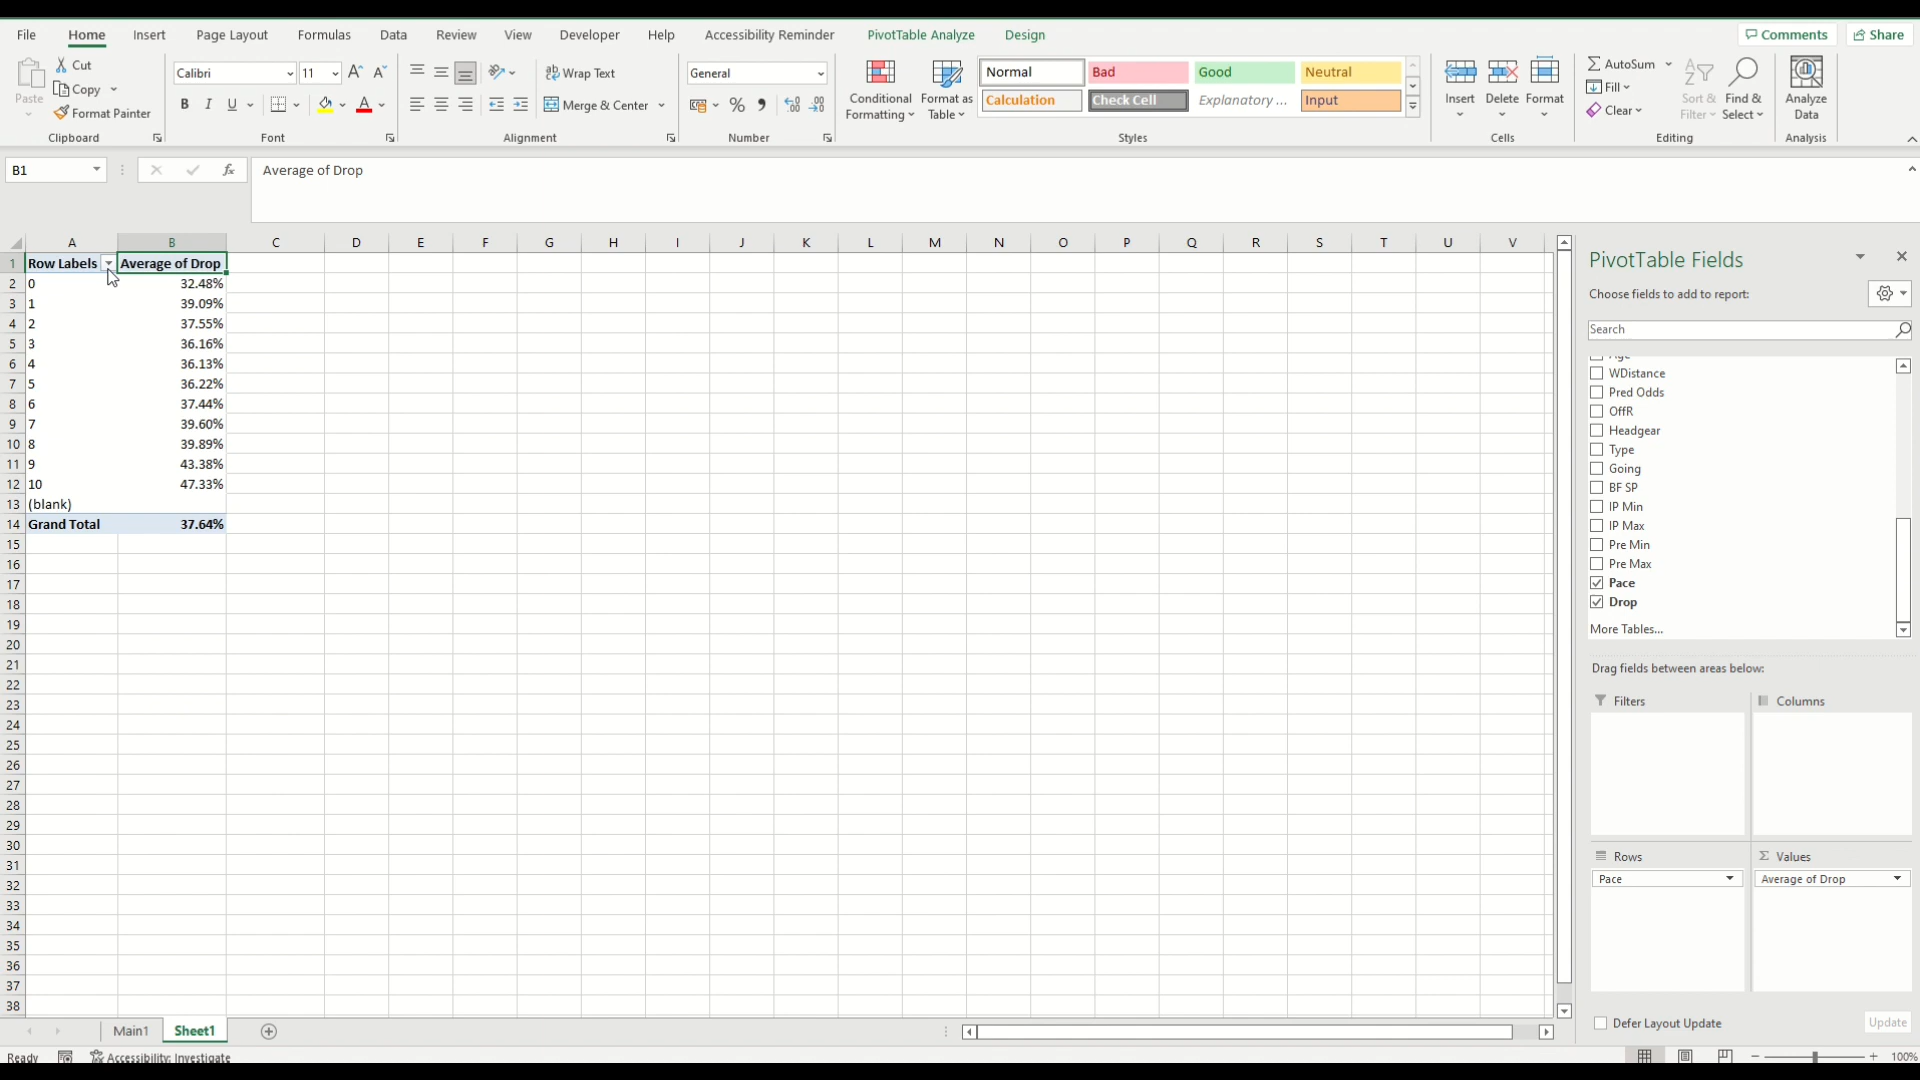 File Home Insert Page Layout Formulas Data Review View Developer Help Accessibility Reminder PivotTable Analyze Design Comments Share
Paste
Cut
Copy
Format Painter
Clipboard
Calibri 11
B I U
Font
Wrap Text
Merge & Center
Alignment
General
Number
Conditional Formatting
Format as Table
Normal Bad Good Neutral
Calculation Check Cell Explanatory ... Input
Styles
Insert Delete Format
Cells
AutoSum
Fill
Clear
Sort & Filter
Find & Select
Editing
Analyze Data
Analysis
B1 fx Average of Drop
A B C D E F G H I J K L M N O P Q R S T U V
1 Row Labels Average of Drop
2 0 32.48%
3 1 39.09%
4 2 37.55%
5 3 36.16%
6 4 36.13%
7 5 36.22%
8 6 37.44%
9 7 39.60%
10 8 39.89%
11 9 43.38%
12 10 47.33%
13 (blank)
14 Grand Total 37.64%
15
16
17
18
19
20
21
22
23
24
25
26
27
28
29
30
31
32
33
34
35
36
37
38
Main1 Sheet1
Ready Accessibility: Investigate 100%
PivotTable Fields
Choose fields to add to report:
Search
WDistance
Pred Odds
OffR
Headgear
Type
Going
BF SP
IP Min
IP Max
Pre Min
Pre Max
Pace
Drop
More Tables...
Drag fields between areas below:
Filters
Columns
Rows
Pace
Values
Average of Drop
Defer Layout Update
Update